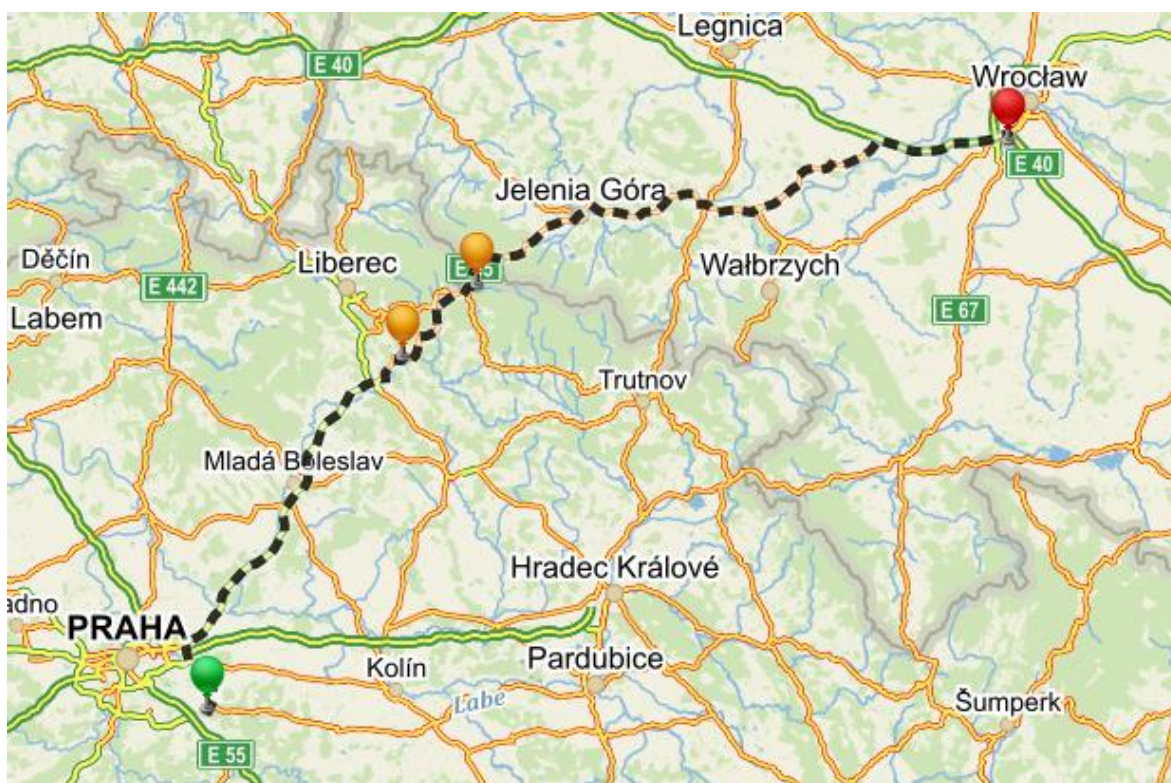 Legnica
E 40
Wrocław
E 40
Jelenia Góra
Děčín
Liberec
E 442
Wałbrzych
Labem
E 67
Trutnov
Mladá Boleslav
Hradec Králové
adno
PRAHA
Kolín
Pardubice
Labe
Šumperk
E 55